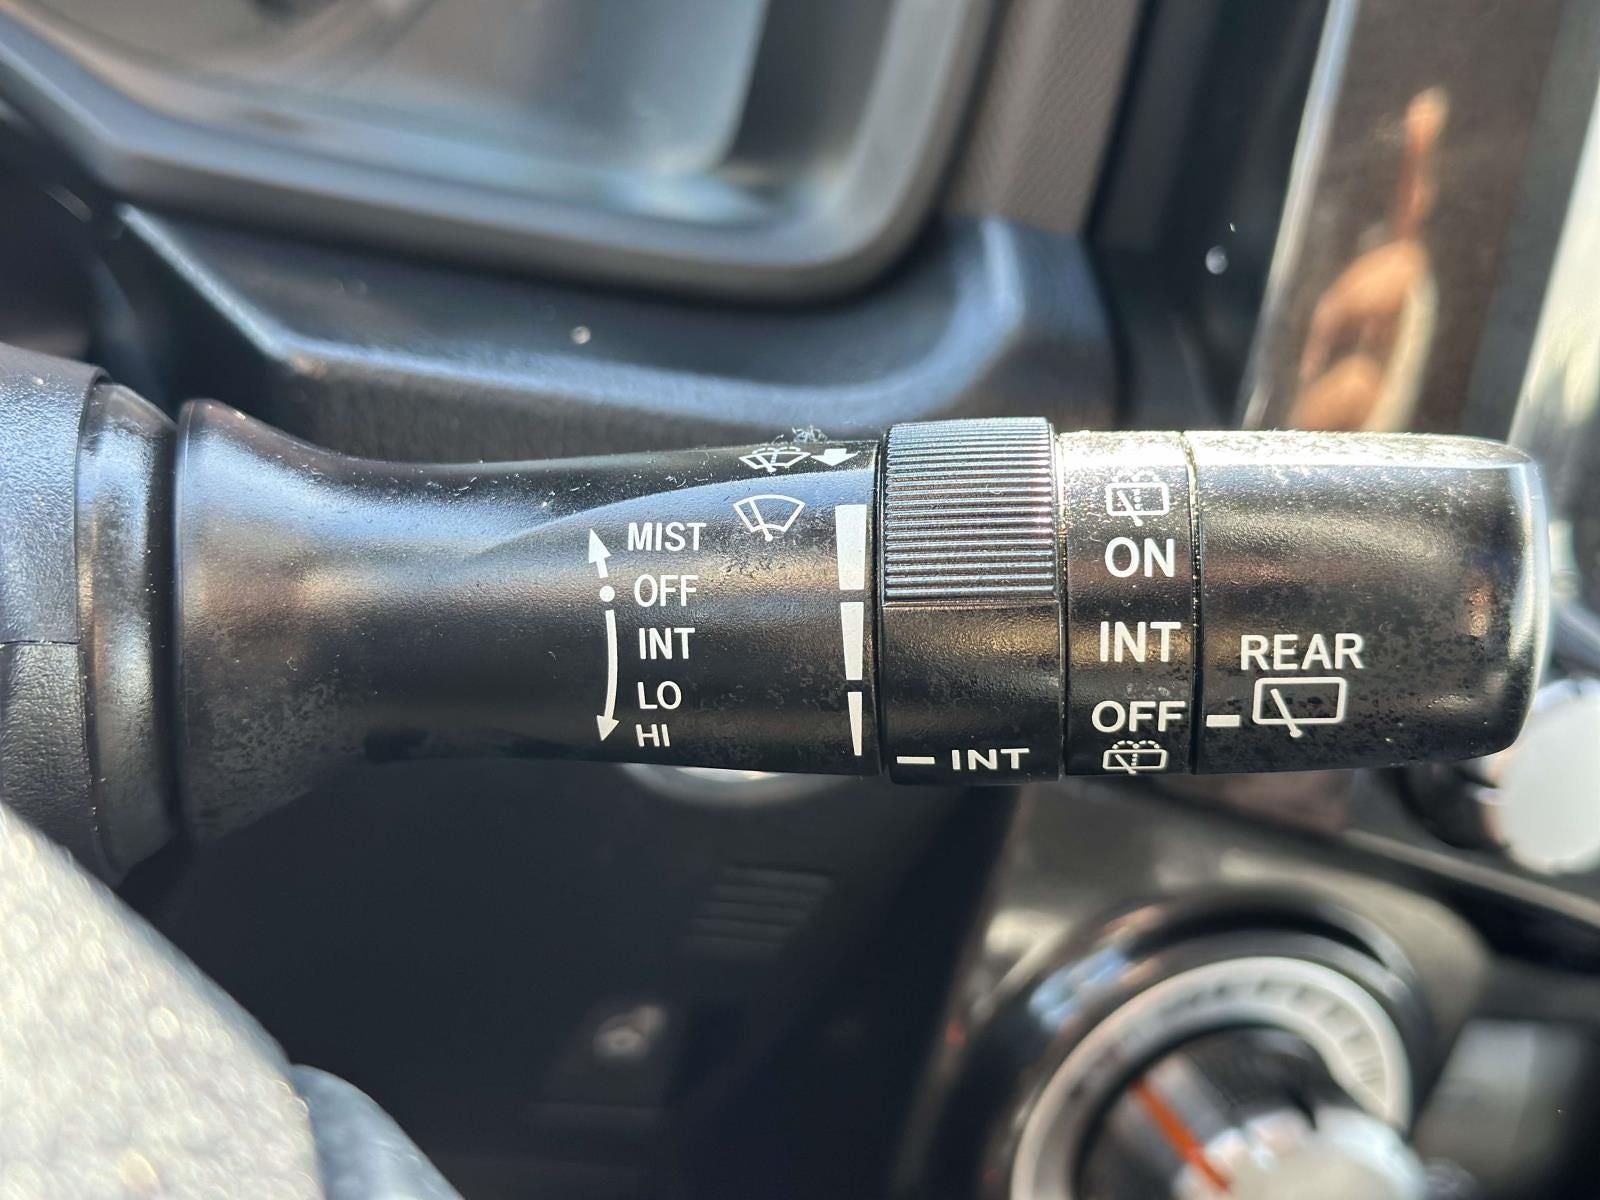 MIST
OFF
INT
LO
HI
INT
ON
INT
OFF
REAR